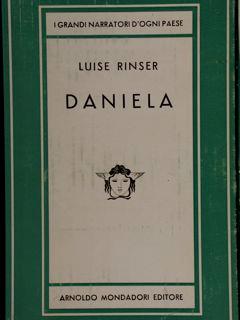 I GRANDI NARRATORI D'OGNI PAESE
LUISE RINSER
DANIELA
ARNOLDO MONDADORI EDITORE